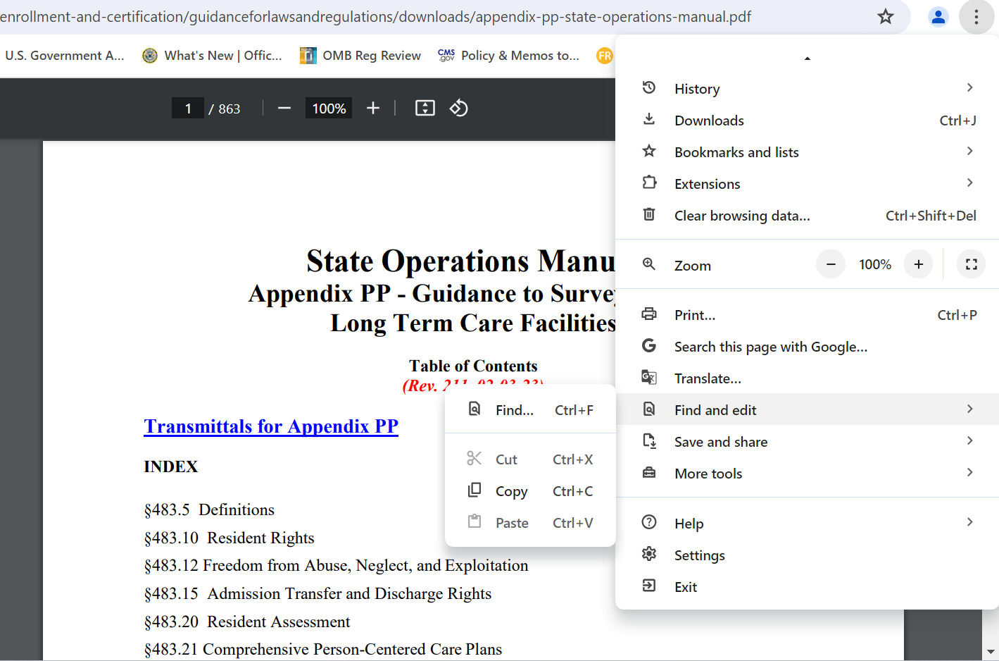 enrollment-and-certification/guidanceforlawsandregulations/downloads/appendix-pp-state-operations-manual.pdf
U.S. Government A...
What's New | Offic...
OMB Reg Review
CMS
.gov
Policy & Memos to...
FR
1 / 863
100%
State Operations Manu
Appendix PP - Guidance to Survey
Long Term Care Facilities
Table of Contents
(Rev. 211, 02-03-23)
Transmittals for Appendix PP
INDEX
§483.5 Definitions
§483.10 Resident Rights
§483.12 Freedom from Abuse, Neglect, and Exploitation
§483.15 Admission Transfer and Discharge Rights
§483.20 Resident Assessment
§483.21 Comprehensive Person-Centered Care Plans
Find... Ctrl+F
Cut Ctrl+X
Copy Ctrl+C
Paste Ctrl+V
History
Downloads Ctrl+J
Bookmarks and lists
Extensions
Clear browsing data... Ctrl+Shift+Del
Zoom 100%
Print... Ctrl+P
Search this page with Google...
Translate...
Find and edit
Save and share
More tools
Help
Settings
Exit